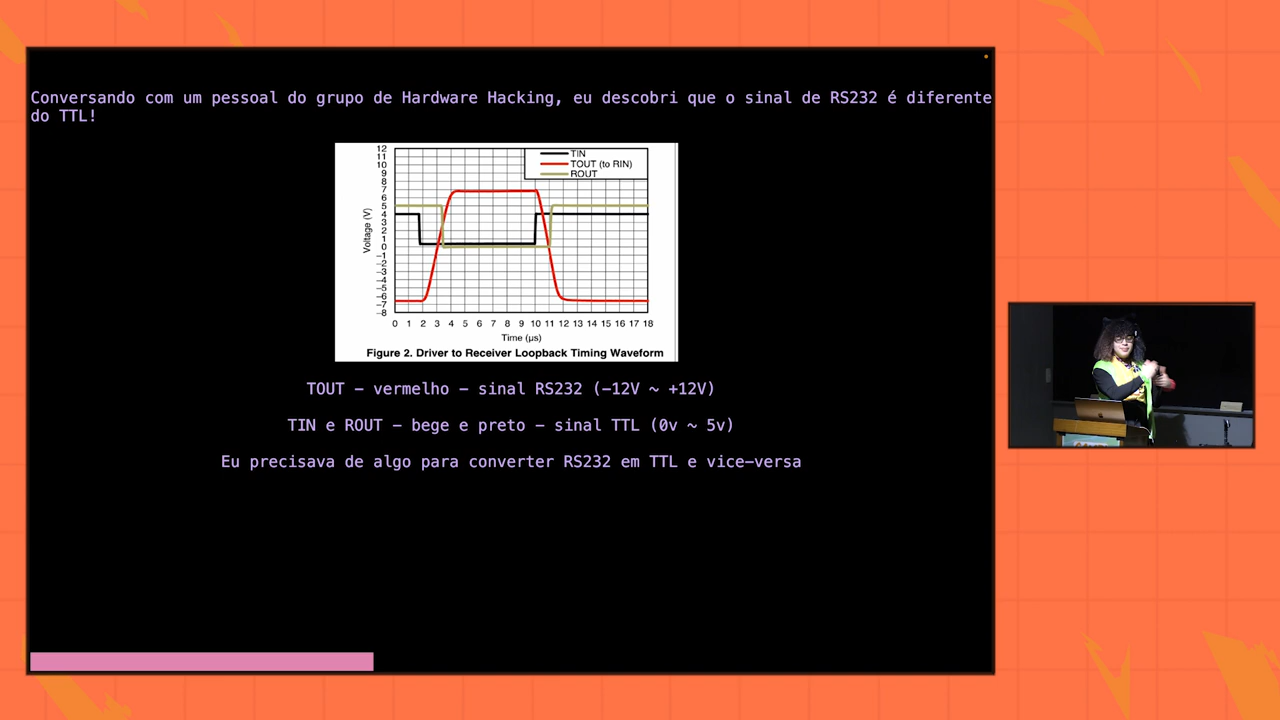 Conversando com um pessoal do grupo de Hardware Hacking, eu descobri que o sinal de RS232 é diferente
do TTL!
12
11
10
9
8
7
6
5
4
3
2
1
0
−1
−2
−3
−4
−5
−6
−7
−8
Voltage (V)
TIN
TOUT (to RIN)
ROUT
0 1 2 3 4 5 6 7 8 9 10 11 12 13 14 15 16 17 18
Time (µs)
Figure 2. Driver to Receiver Loopback Timing Waveform
TOUT − vermelho − sinal RS232 (−12V ~ +12V)
TIN e ROUT − bege e preto − sinal TTL (0v ~ 5v)
Eu precisava de algo para converter RS232 em TTL e vice−versa